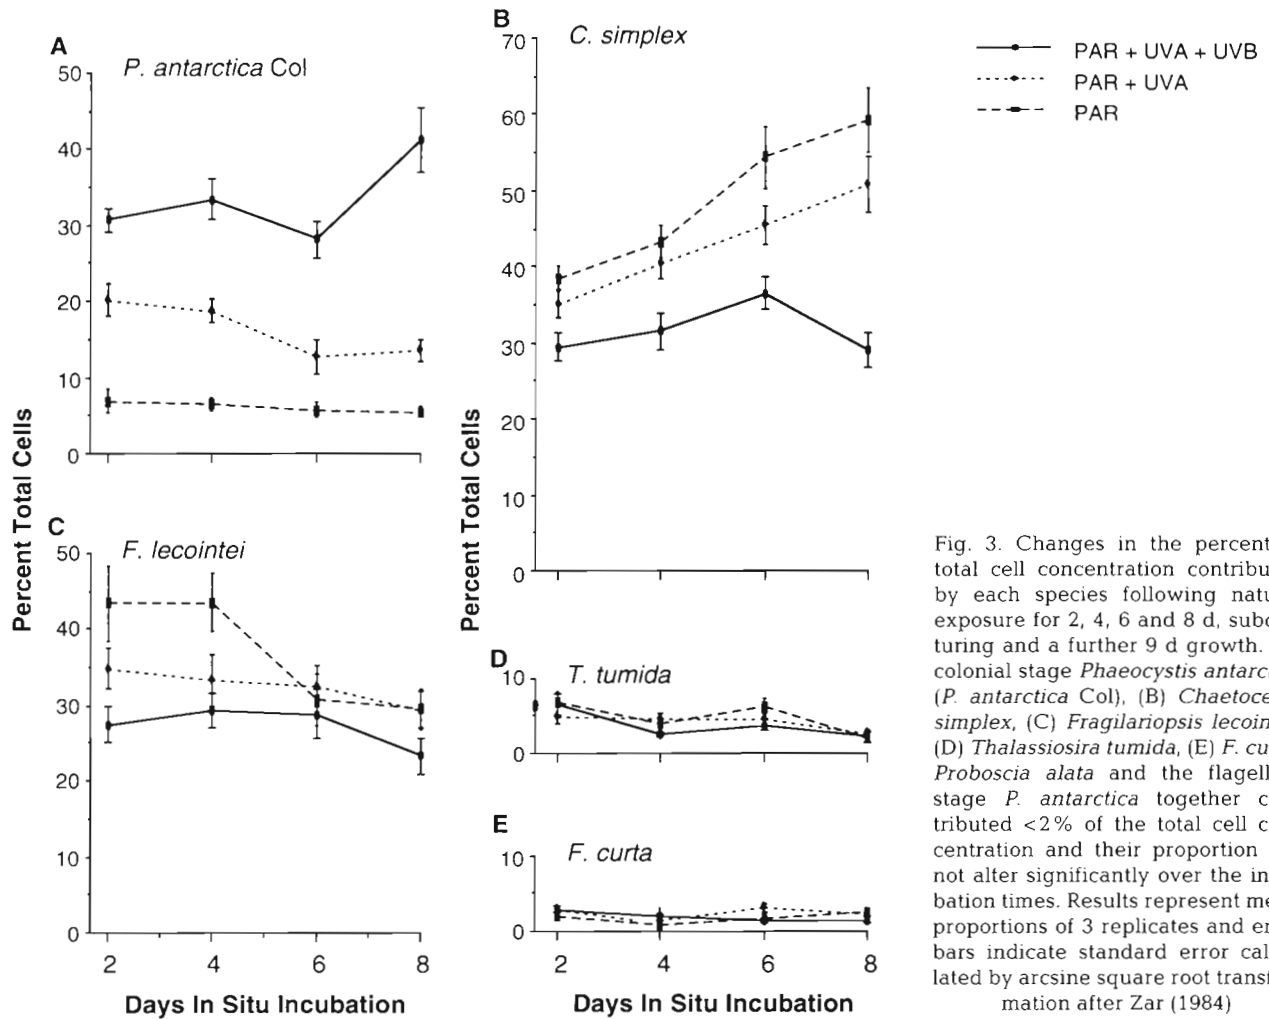 A
P. antarctica Col
50
40
30
20
10
0
B
C. simplex
70
60
50
40
30
20
10
0
PAR + UVA + UVB
PAR + UVA
PAR
Percent Total Cells
Percent Total Cells
C
F. lecointei
50
40
30
20
10
0
2
4
6
8
Days In Situ Incubation
D
T. tumida
10
0
E
F. curta
10
0
2
4
6
8
Days In Situ Incubation
Fig. 3. Changes in the percent
total cell concentration contribu
by each species following natu
exposure for 2, 4, 6 and 8 d, subc
turing and a further 9 d growth.
colonial stage Phaeocystis antarc
(P. antarctica Col), (B) Chaetoce
simplex, (C) Fragilariopsis lecoin
(D) Thalassiosira tumida, (E) F. cu
Proboscia alata and the flagell
stage P. antarctica together c
tributed <2% of the total cell c
centration and their proportion
not alter significantly over the in
bation times. Results represent me
proportions of 3 replicates and er
bars indicate standard error cal
lated by arcsine square root transf
mation after Zar (1984)